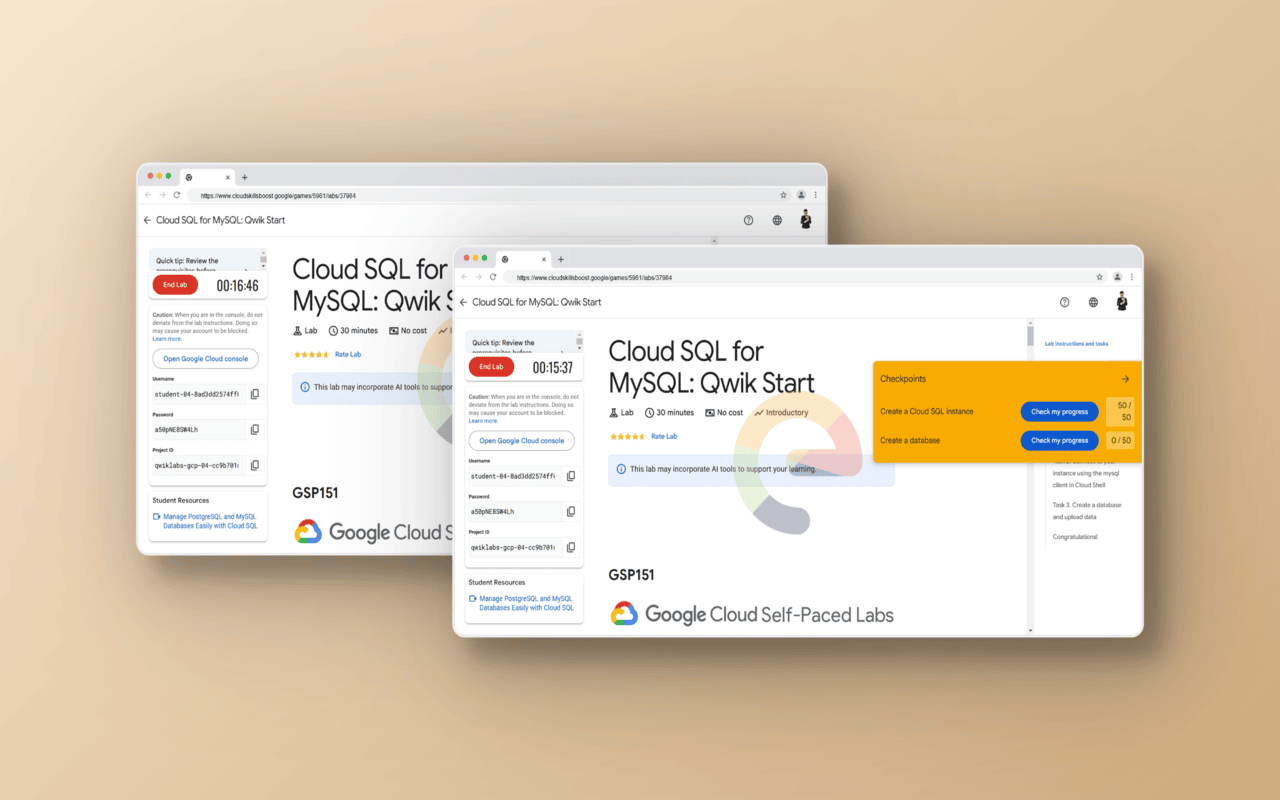 https://www.cloudskillsboost.google/games/5961/labs/37984
Cloud SQL for MySQL: Qwik Start
Quick tip: Review the
prerequisites before
End Lab
00:16:46
Caution: When you are in the console, do not
deviate from the lab instructions. Doing so
may cause your account to be blocked.
Learn more.
Open Google Cloud console
Username
student-04-8ad3dd2574ff
Password
a50pNE8SW4Lh
Project ID
qwiklabs-gcp-04-cc9b701
Student Resources
Manage PostgreSQL and MySQL
Databases Easily with Cloud SQL
Cloud SQL for
MySQL: Qwik S
Lab 30 minutes No cost
Rate Lab
This lab may incorporate AI tools to suppor
GSP151
Google Cloud S
https://www.cloudskillsboost.google/games/5961/labs/37984
Cloud SQL for MySQL: Qwik Start
Quick tip: Review the
prerequisites before
End Lab
00:15:37
Caution: When you are in the console, do not
deviate from the lab instructions. Doing so
may cause your account to be blocked.
Learn more.
Open Google Cloud console
Username
student-04-8ad3dd2574ff
Password
a50pNE8SW4Lh
Project ID
qwiklabs-gcp-04-cc9b701
Student Resources
Manage PostgreSQL and MySQL
Databases Easily with Cloud SQL
Cloud SQL for
MySQL: Qwik Start
Lab 30 minutes No cost Introductory
Rate Lab
This lab may incorporate AI tools to support your learning.
GSP151
Google Cloud Self-Paced Labs
Lab instructions and tasks
Checkpoints
Create a Cloud SQL instance
Check my progress
50 /
50
Create a database
Check my progress
0 / 50
instance using the mysql
client in Cloud Shell
Task 3. Create a database
and upload data
Congratulations!